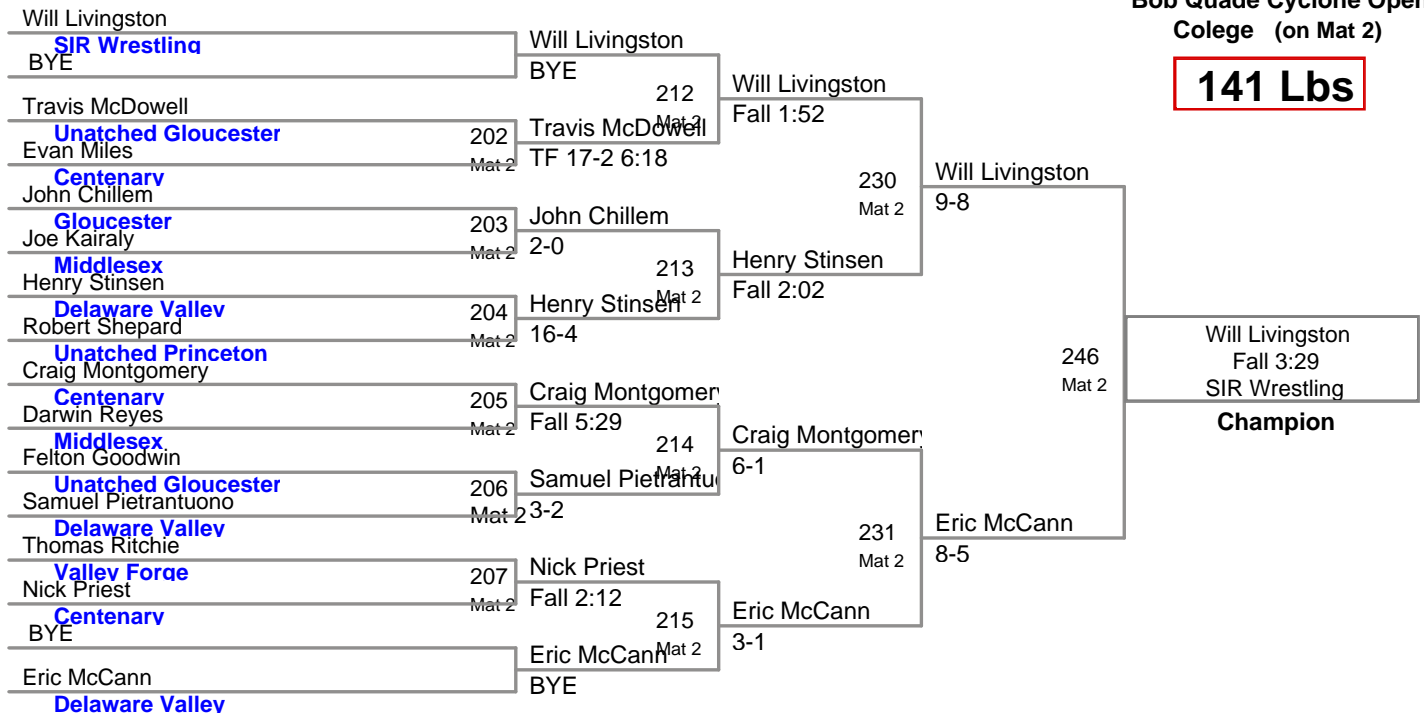 Bob Quade Cyclone Open
Colege (on Mat 2)
141 Lbs
Will Livingston
SIR Wrestling
BYE
Travis McDowell
Unatched Gloucester
Evan Miles
Centenary
John Chillem
Gloucester
Joe Kairaly
Middlesex
Henry Stinsen
Delaware Valley
Robert Shepard
Unatched Princeton
Craig Montgomery
Centenary
Darwin Reyes
Middlesex
Felton Goodwin
Unatched Gloucester
Samuel Pietrantuono
Delaware Valley
Thomas Ritchie
Valley Forge
Nick Priest
Centenary
BYE
Eric McCann
Delaware Valley
202
Mat 2
203
Mat 2
204
Mat 2
205
Mat 2
206
Mat 2
207
Mat 2
Will Livingston
BYE
Travis McDowell
TF 17-2 6:18
John Chillem
2-0
Henry Stinsen
16-4
Craig Montgomery
Fall 5:29
Samuel Pietrantu
3-2
Nick Priest
Fall 2:12
Eric McCann
BYE
212
Mat 2
213
Mat 2
214
Mat 2
215
Mat 2
Will Livingston
Fall 1:52
Henry Stinsen
Fall 2:02
Craig Montgomery
6-1
Eric McCann
3-1
230
Mat 2
231
Mat 2
Will Livingston
9-8
Eric McCann
8-5
246
Mat 2
Will Livingston
Fall 3:29
SIR Wrestling
Champion